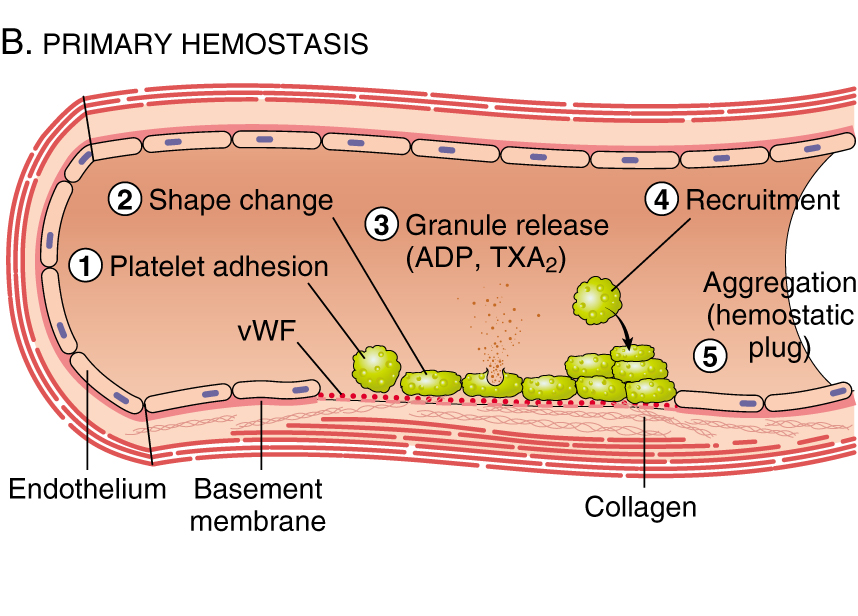 B. PRIMARY HEMOSTASIS
2 Shape change
4 Recruitment
3 Granule release
(ADP, TXA2)
1 Platelet adhesion
Aggregation
(hemostatic
plug)
5
vWF
Endothelium
Basement
membrane
Collagen